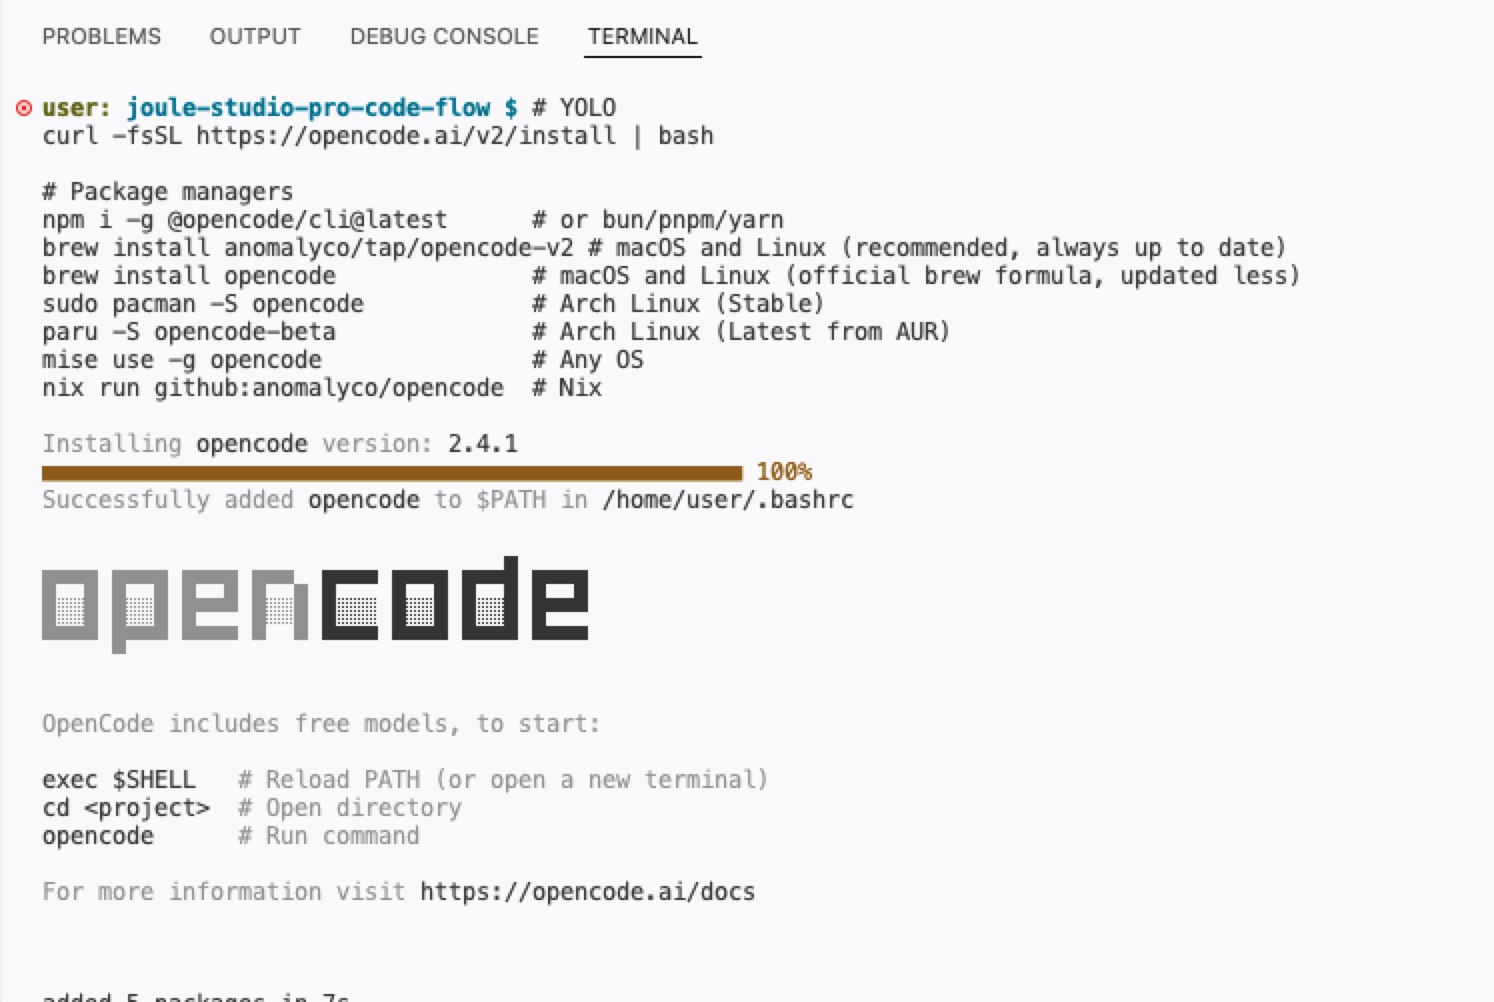 PROBLEMS OUTPUT DEBUG CONSOLE TERMINAL
user: joule-studio-pro-code-flow $ # YOLO
curl -fsSL https://opencode.ai/v2/install | bash
# Package managers
npm i -g @opencode/cli@latest # or bun/pnpm/yarn
brew install anomalyco/tap/opencode-v2 # macOS and Linux (recommended, always up to date)
brew install opencode # macOS and Linux (official brew formula, updated less)
sudo pacman -S opencode # Arch Linux (Stable)
paru -S opencode-beta # Arch Linux (Latest from AUR)
mise use -g opencode # Any OS
nix run github:anomalyco/opencode # Nix
Installing opencode version: 2.4.1
100%
Successfully added opencode to $PATH in /home/user/.bashrc
opencode
OpenCode includes free models, to start:
exec $SHELL # Reload PATH (or open a new terminal)
cd <project> # Open directory
opencode # Run command
For more information visit https://opencode.ai/docs
added 5 packages in 7s